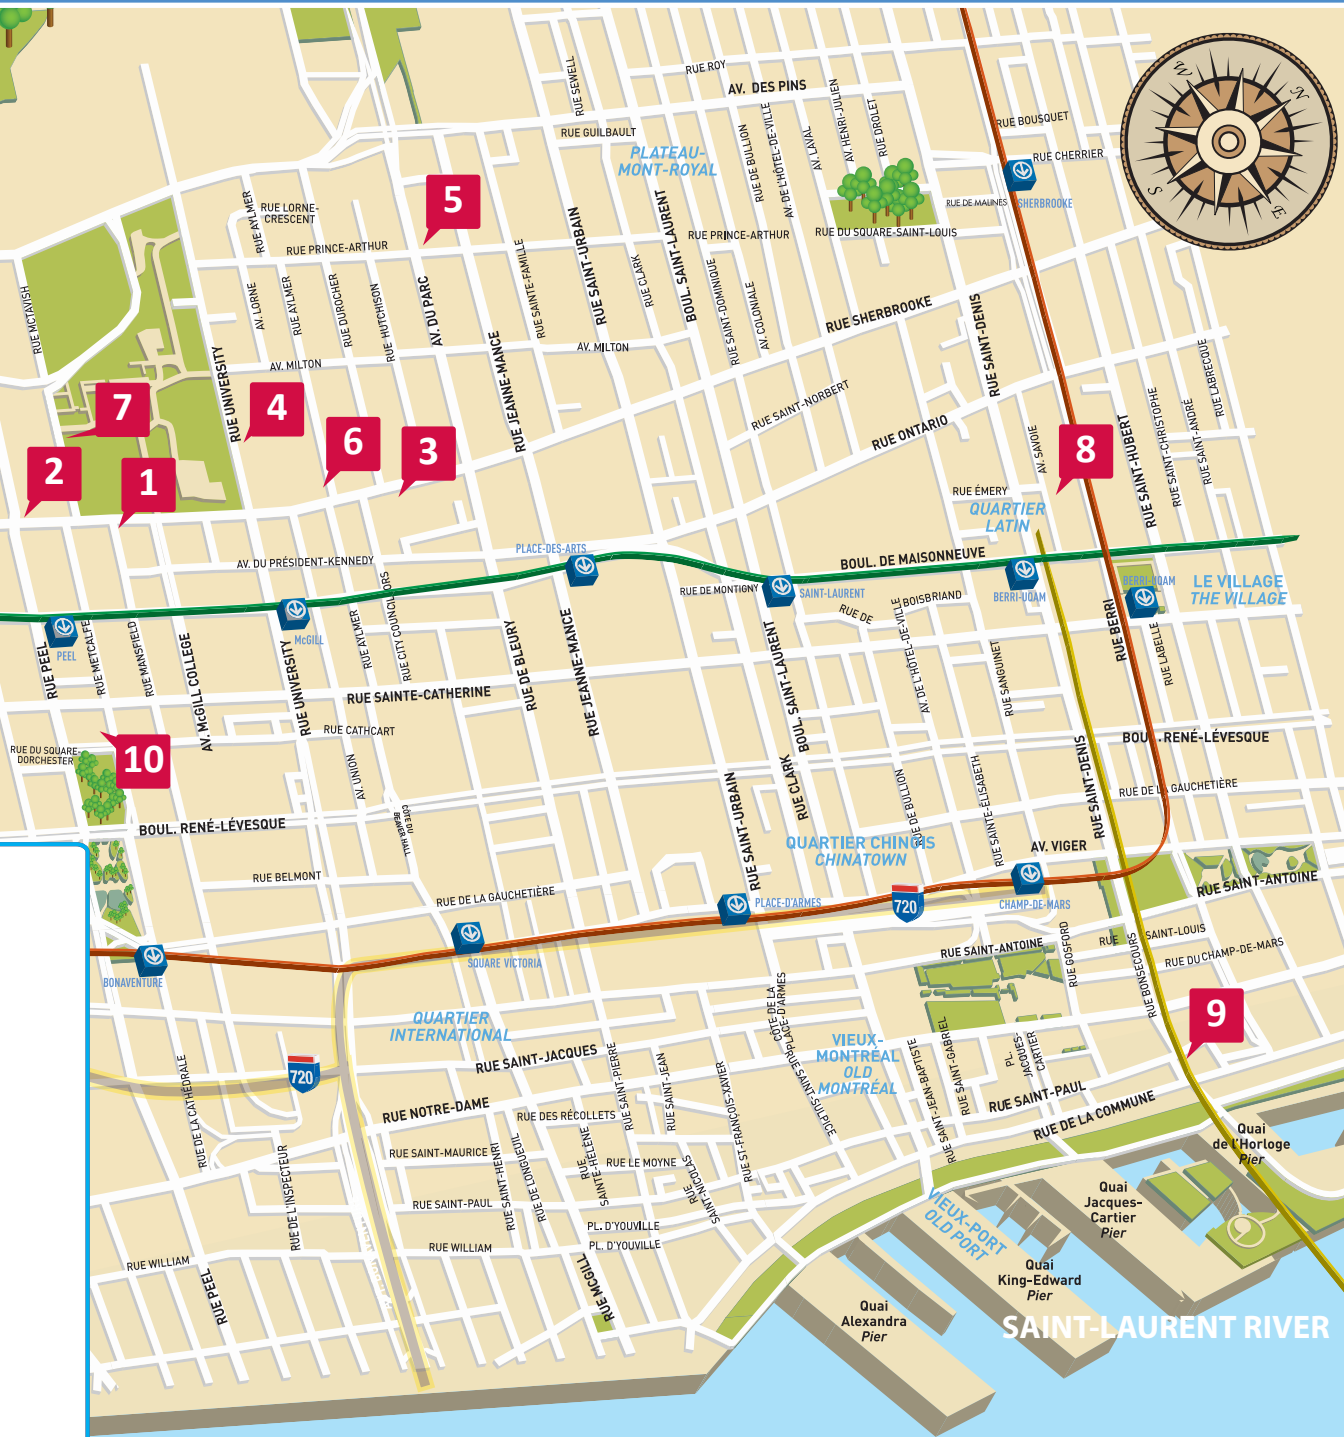 RUE ROY
AV. DES PINS
RUE SEWELL
RUE GUILBAULT
PLATEAU-
MONT-ROYAL
RUE DE BULLION
AV. DE L'HÔTEL-DE-VILLE
AV. LAVAL
AV. HENRI-JULIEN
RUE DROLET
RUE BOUSQUET
RUE CHERRIER
W
N
S
E
SHERBROOKE
RUE DE MALINES
RUE DU SQUARE-SAINT-LOUIS
5
RUE AYLMER
RUE LORNE-
CRESCENT
RUE PRINCE-ARTHUR
RUE PRINCE-ARTHUR
RUE MCTAVISH
AV. LORNE
RUE AYLMER
RUE DUROCHER
RUE HUTCHISON
AV. DU PARC
RUE JEANNE-MANCE
RUE SAINTE-FAMILLE
RUE SAINT-URBAIN
RUE CLARK
BOUL. SAINT-LAURENT
RUE SAINT-DOMINIQUE
AV. COLONIALE
RUE SHERBROOKE
RUE SAINT-DENIS
AV. MILTON
AV. MILTON
RUE UNIVERSITY
RUE SAINT-NORBERT
RUE ONTARIO
AV. SAVOIE
RUE SAINT-HUBERT
RUE SAINT-CHRISTOPHE
RUE SAINT-ANDRÉ
RUE LABRECQUE
7
4
6
3
2
1
8
RUE ÉMERY
QUARTIER
LATIN
AV. DU PRÉSIDENT-KENNEDY
PLACE-DES-ARTS
BOUL. DE MAISONNEUVE
RUE DE MONTIGNY
SAINT-LAURENT
RUE DE
BOISBRIAND
BERRI-UQAM
BERRI-UQAM
LE VILLAGE
THE VILLAGE
PEEL
McGILL
RUE PEEL
RUE METCALFE
RUE MANSFIELD
AV. MCGILL COLLEGE
RUE UNIVERSITY
RUE AYLMER
RUE CITY COUNCILLORS
RUE DE BLEURY
RUE JEANNE-MANCE
BOUL. SAINT-LAURENT
AV. DE L'HÔTEL-DE-VILLE
RUE SANGUINET
RUE BERRI
RUE LABELLE
RUE SAINTE-CATHERINE
RUE CATHCART
RUE DU SQUARE-
DORCHESTER
10
AV. UNION
CÔTE DU
BEAVER HALL
BOUL. RENÉ-LÉVESQUE
BOUL. RENÉ-LÉVESQUE
RUE DE LA GAUCHETIÈRE
RUE SAINT-URBAIN
RUE CLARK
RUE DE BULLION
RUE SAINTE-ÉLISABETH
RUE SAINT-DENIS
QUARTIER CHINOIS
CHINATOWN
AV. VIGER
RUE BELMONT
RUE DE LA GAUCHETIÈRE
PLACE-D'ARMES
720
CHAMP-DE-MARS
RUE SAINT-ANTOINE
BONAVENTURE
SQUARE VICTORIA
RUE SAINT-ANTOINE
RUE GOSFORD
RUE
SAINT-LOUIS
RUE DU CHAMP-DE-MARS
RUE BONSECOURS
9
QUARTIER
INTERNATIONAL
CÔTE DE LA
PLACE-D'ARMES
VIEUX-
MONTRÉAL
OLD
MONTRÉAL
720
RUE SAINT-JACQUES
RUE NOTRE-DAME
RUE DES RÉCOLLETS
RUE SAINT-PIERRE
RUE SAINT-JEAN
RUE ST-FRANÇOIS-XAVIER
RUE SAINT-JEAN-BAPTISTE
RUE SAINT-GABRIEL
PL.
JACQUES-
CARTIER
RUE SAINT-PAUL
RUE DE LA COMMUNE
RUE DE LA CATHÉDRALE
RUE DE L'INSPECTEUR
RUE SAINT-MAURICE
RUE SAINT-HENRI
RUE DE LONGUEUIL
RUE
SAINTE-HÉLÈNE
RUE LE MOYNE
RUE
SAINT-NICOLAS
RUE SAINT-PAUL
PL. D'YOUVILLE
PL. D'YOUVILLE
RUE WILLIAM
RUE WILLIAM
RUE PEEL
RUE MCGILL
VIEUX-PORT
OLD PORT
Quai
de l'Horloge
Pier
Quai
Jacques-
Cartier
Pier
Quai
King-Edward
Pier
Quai
Alexandra
Pier
SAINT-LAURENT RIVER